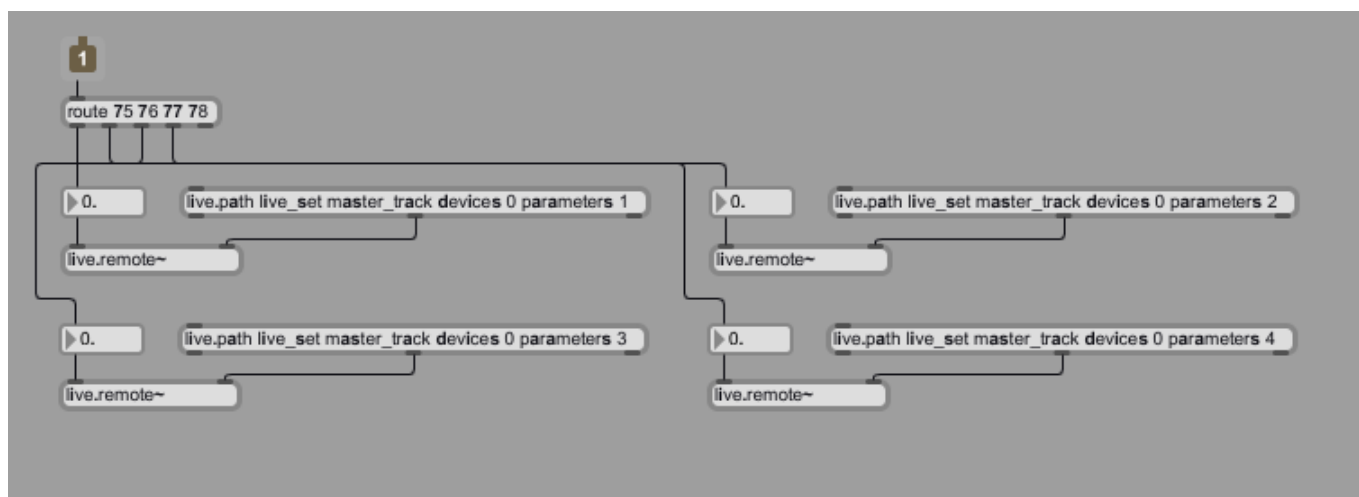 1
route 75 76 77 78
0.
live.path live_set master_track devices 0 parameters 1
0.
live.path live_set master_track devices 0 parameters 2
live.remote~
live.remote~
0.
live.path live_set master_track devices 0 parameters 3
0.
live.path live_set master_track devices 0 parameters 4
live.remote~
live.remote~